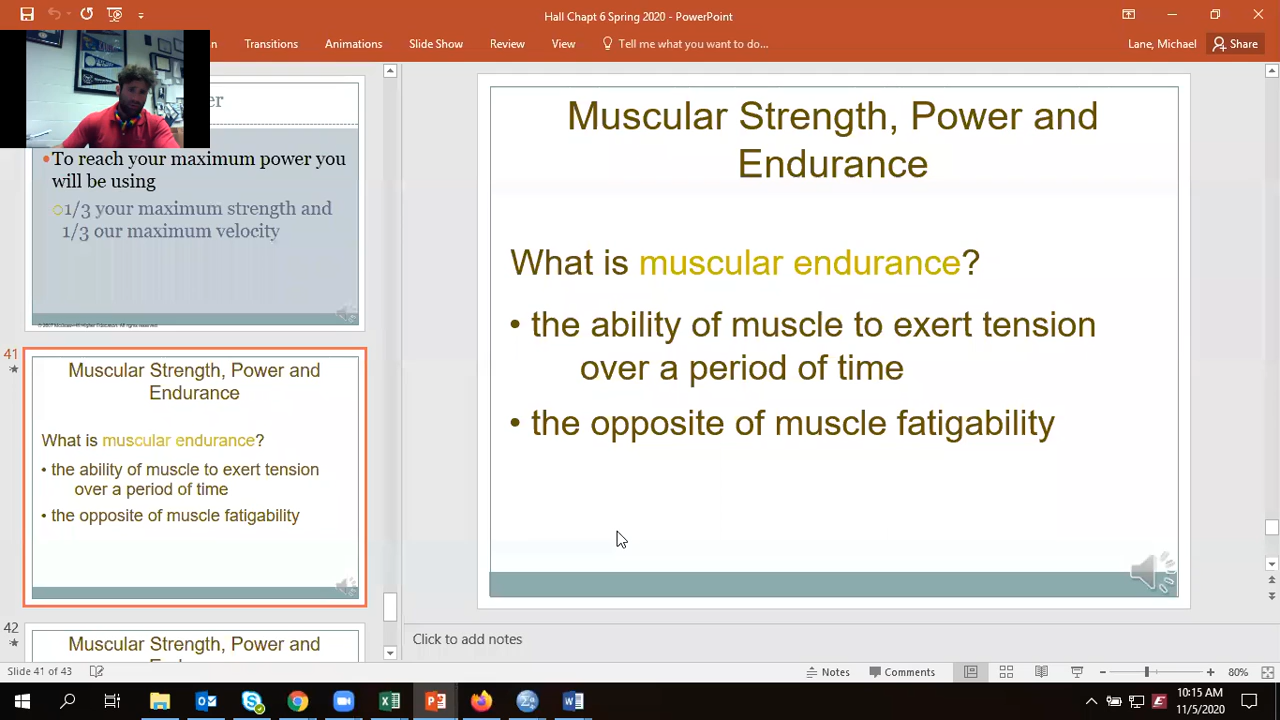 Hall Chapt 6 Spring 2020 - PowerPoint
Transitions Animations Slide Show Review View Tell me what you want to do...
Lane, Michael Share
er
•To reach your maximum power you
will be using
1/3 your maximum strength and
1/3 our maximum velocity
41
Muscular Strength, Power and
Endurance
What is muscular endurance?
• the ability of muscle to exert tension
over a period of time
• the opposite of muscle fatigability
42
Muscular Strength, Power and
Muscular Strength, Power and
Endurance
What is muscular endurance?
• the ability of muscle to exert tension
over a period of time
• the opposite of muscle fatigability
Click to add notes
Slide 41 of 43
Notes Comments 80%
10:15 AM
11/5/2020